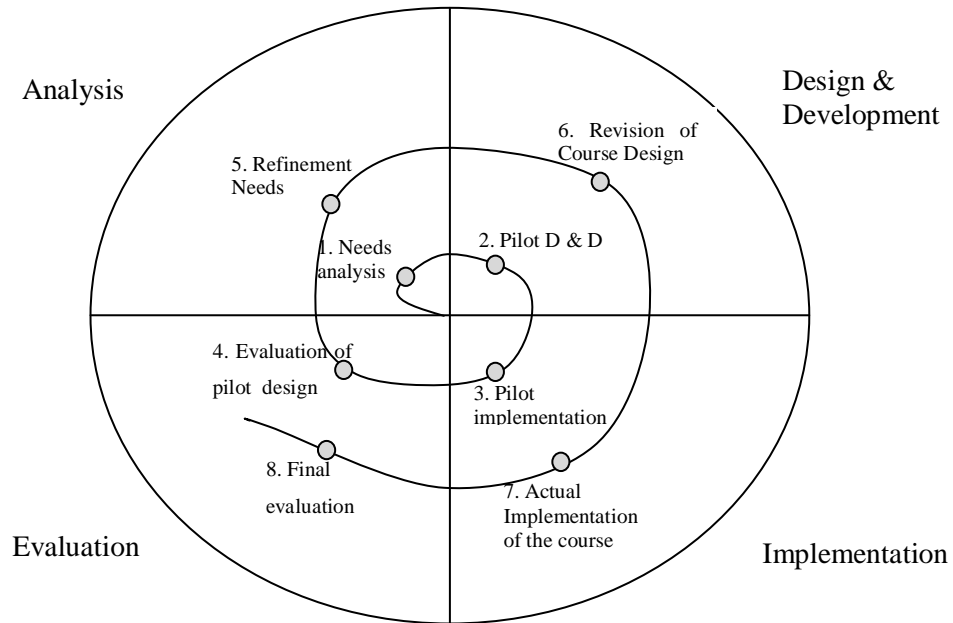 Analysis
Design &
Development
6. Revision of
Course Design
5. Refinement
Needs
1. Needs
analysis
2. Pilot D & D
4. Evaluation of
pilot design
3. Pilot
implementation
8. Final
evaluation
7. Actual
Implementation
of the course
Evaluation
Implementation